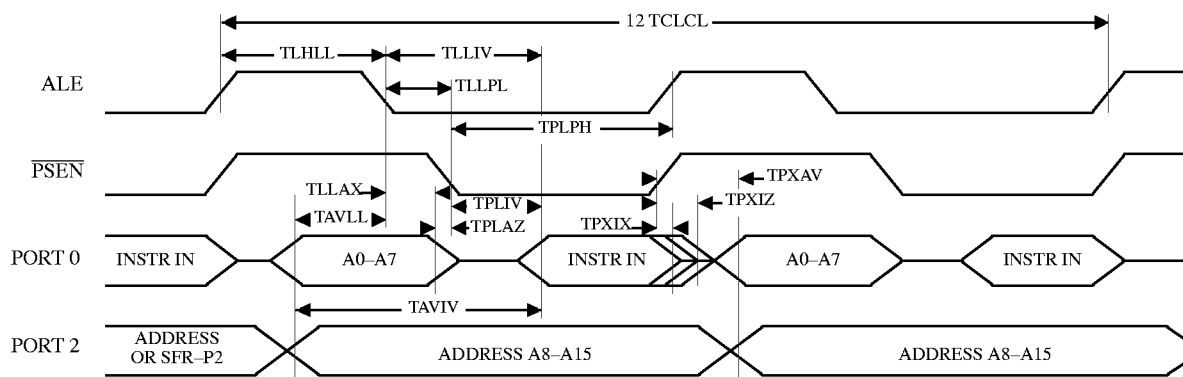 12 TCLCL
TLHLL
TLLIV
ALE
TLLPL
TPLPH
PSEN
TLLAX
TPXAV
TAVLL
TPLIV
TPXIZ
TPLAZ
TPXIX
PORT 0
INSTR IN
A0–A7
INSTR IN
A0–A7
INSTR IN
TAVIV
PORT 2
ADDRESS
OR SFR–P2
ADDRESS A8–A15
ADDRESS A8–A15